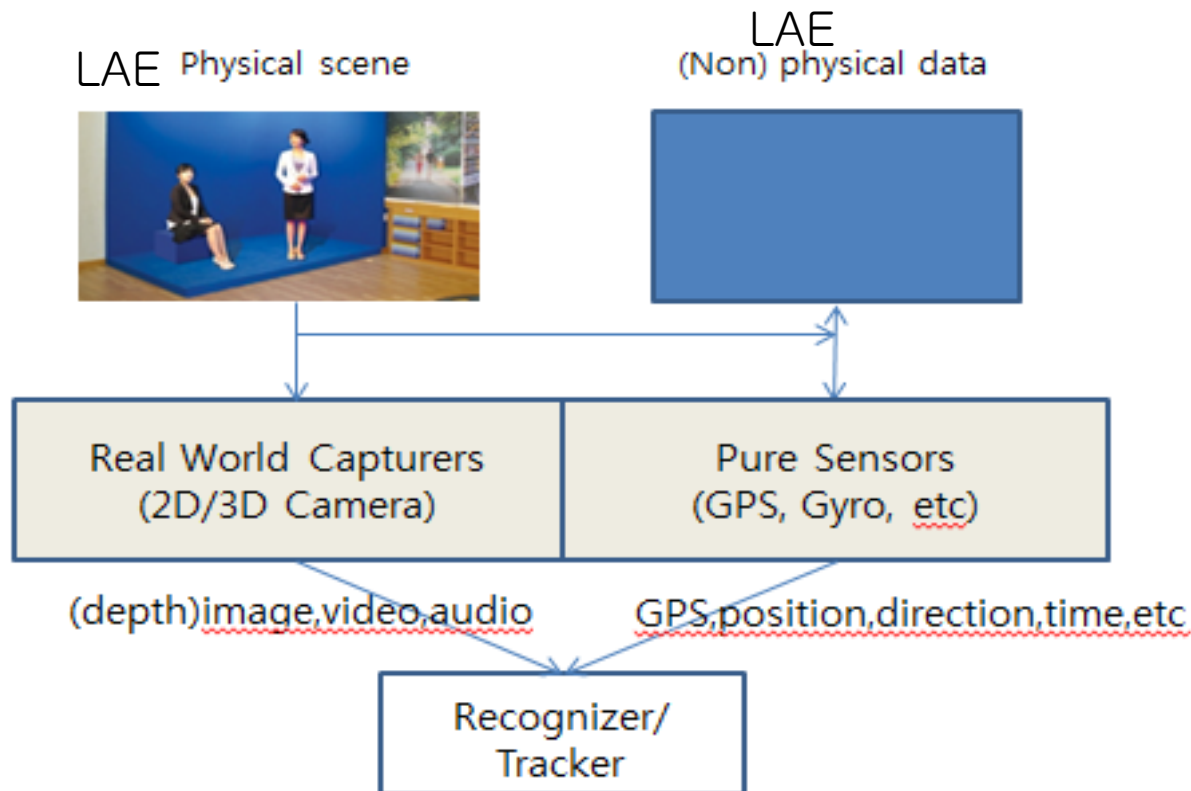 LAE Physical scene
LAE
(Non) physical data
Real World Capturers
(2D/3D Camera)
Pure Sensors
(GPS, Gyro, etc)
(depth)image,video,audio
GPS,position,direction,time,etc
Recognizer/
Tracker